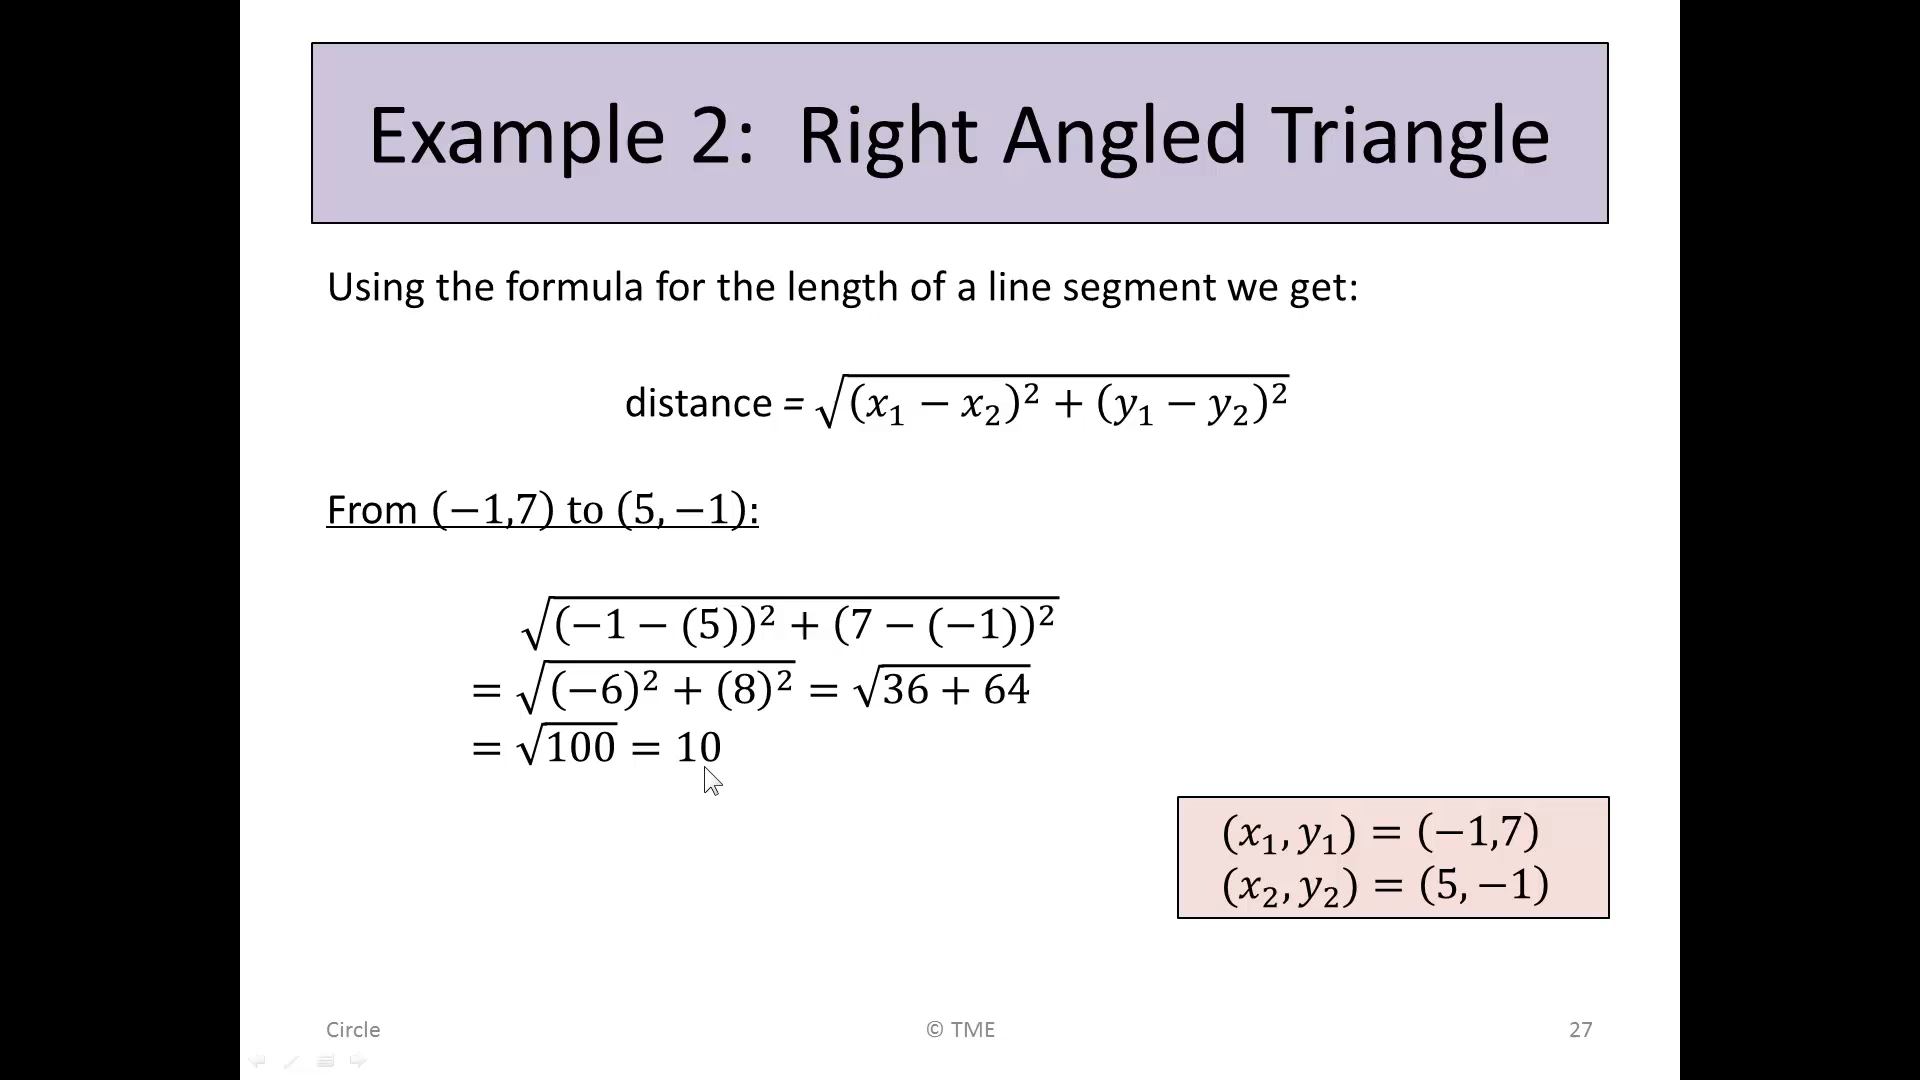 Example 2:  Right Angled Triangle
Using the formula for the length of a line segment we get:
distance = √((x₁ − x₂)² + (y₁ − y₂)²)
From (−1,7) to (5, −1):
√((−1 − (5))² + (7 − (−1))²)
= √((−6)² + (8)²) = √(36 + 64)
= √100 = 10
(x₁, y₁) = (−1,7)
(x₂, y₂) = (5, −1)
Circle © TME 27